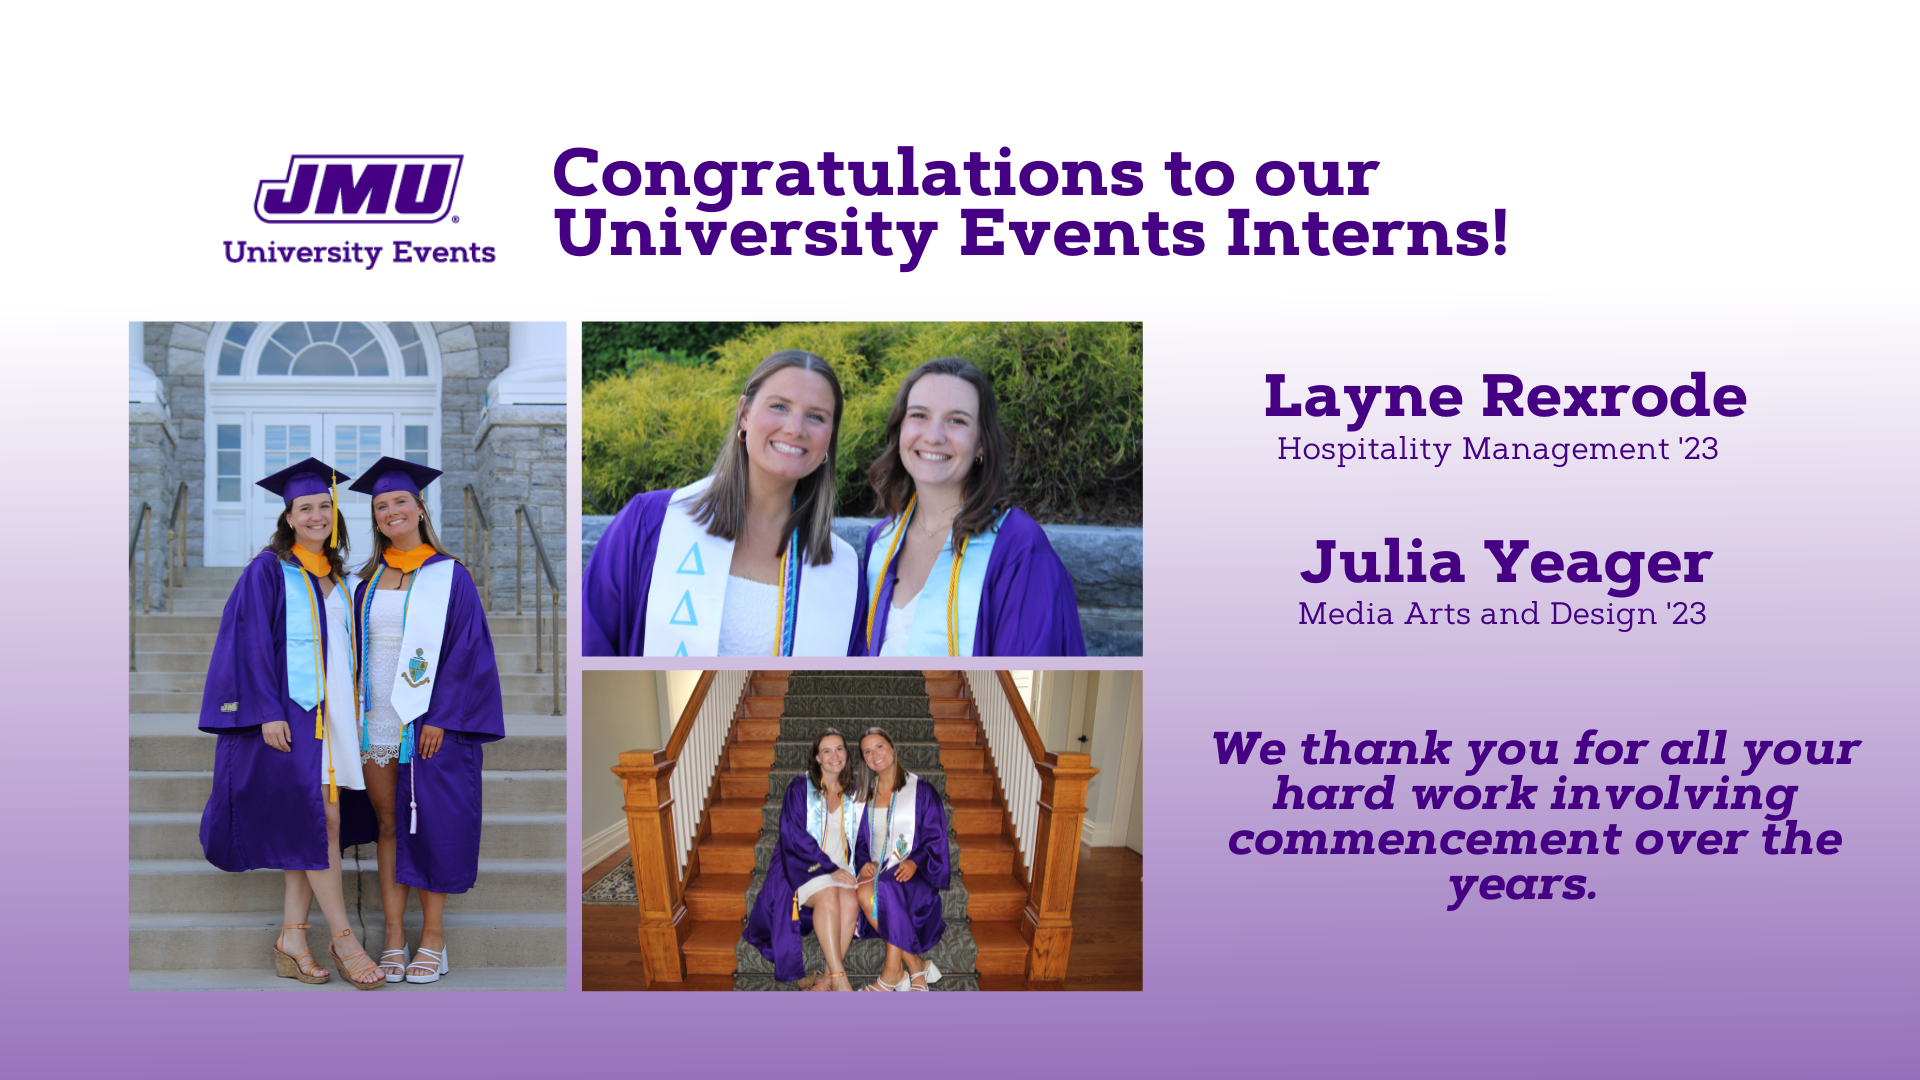 JMU
University Events
Congratulations to our
University Events Interns!
Δ
Δ
JMU
Layne Rexrode
Hospitality Management '23
Julia Yeager
Media Arts and Design '23
We thank you for all your
hard work involving
commencement over the
years.